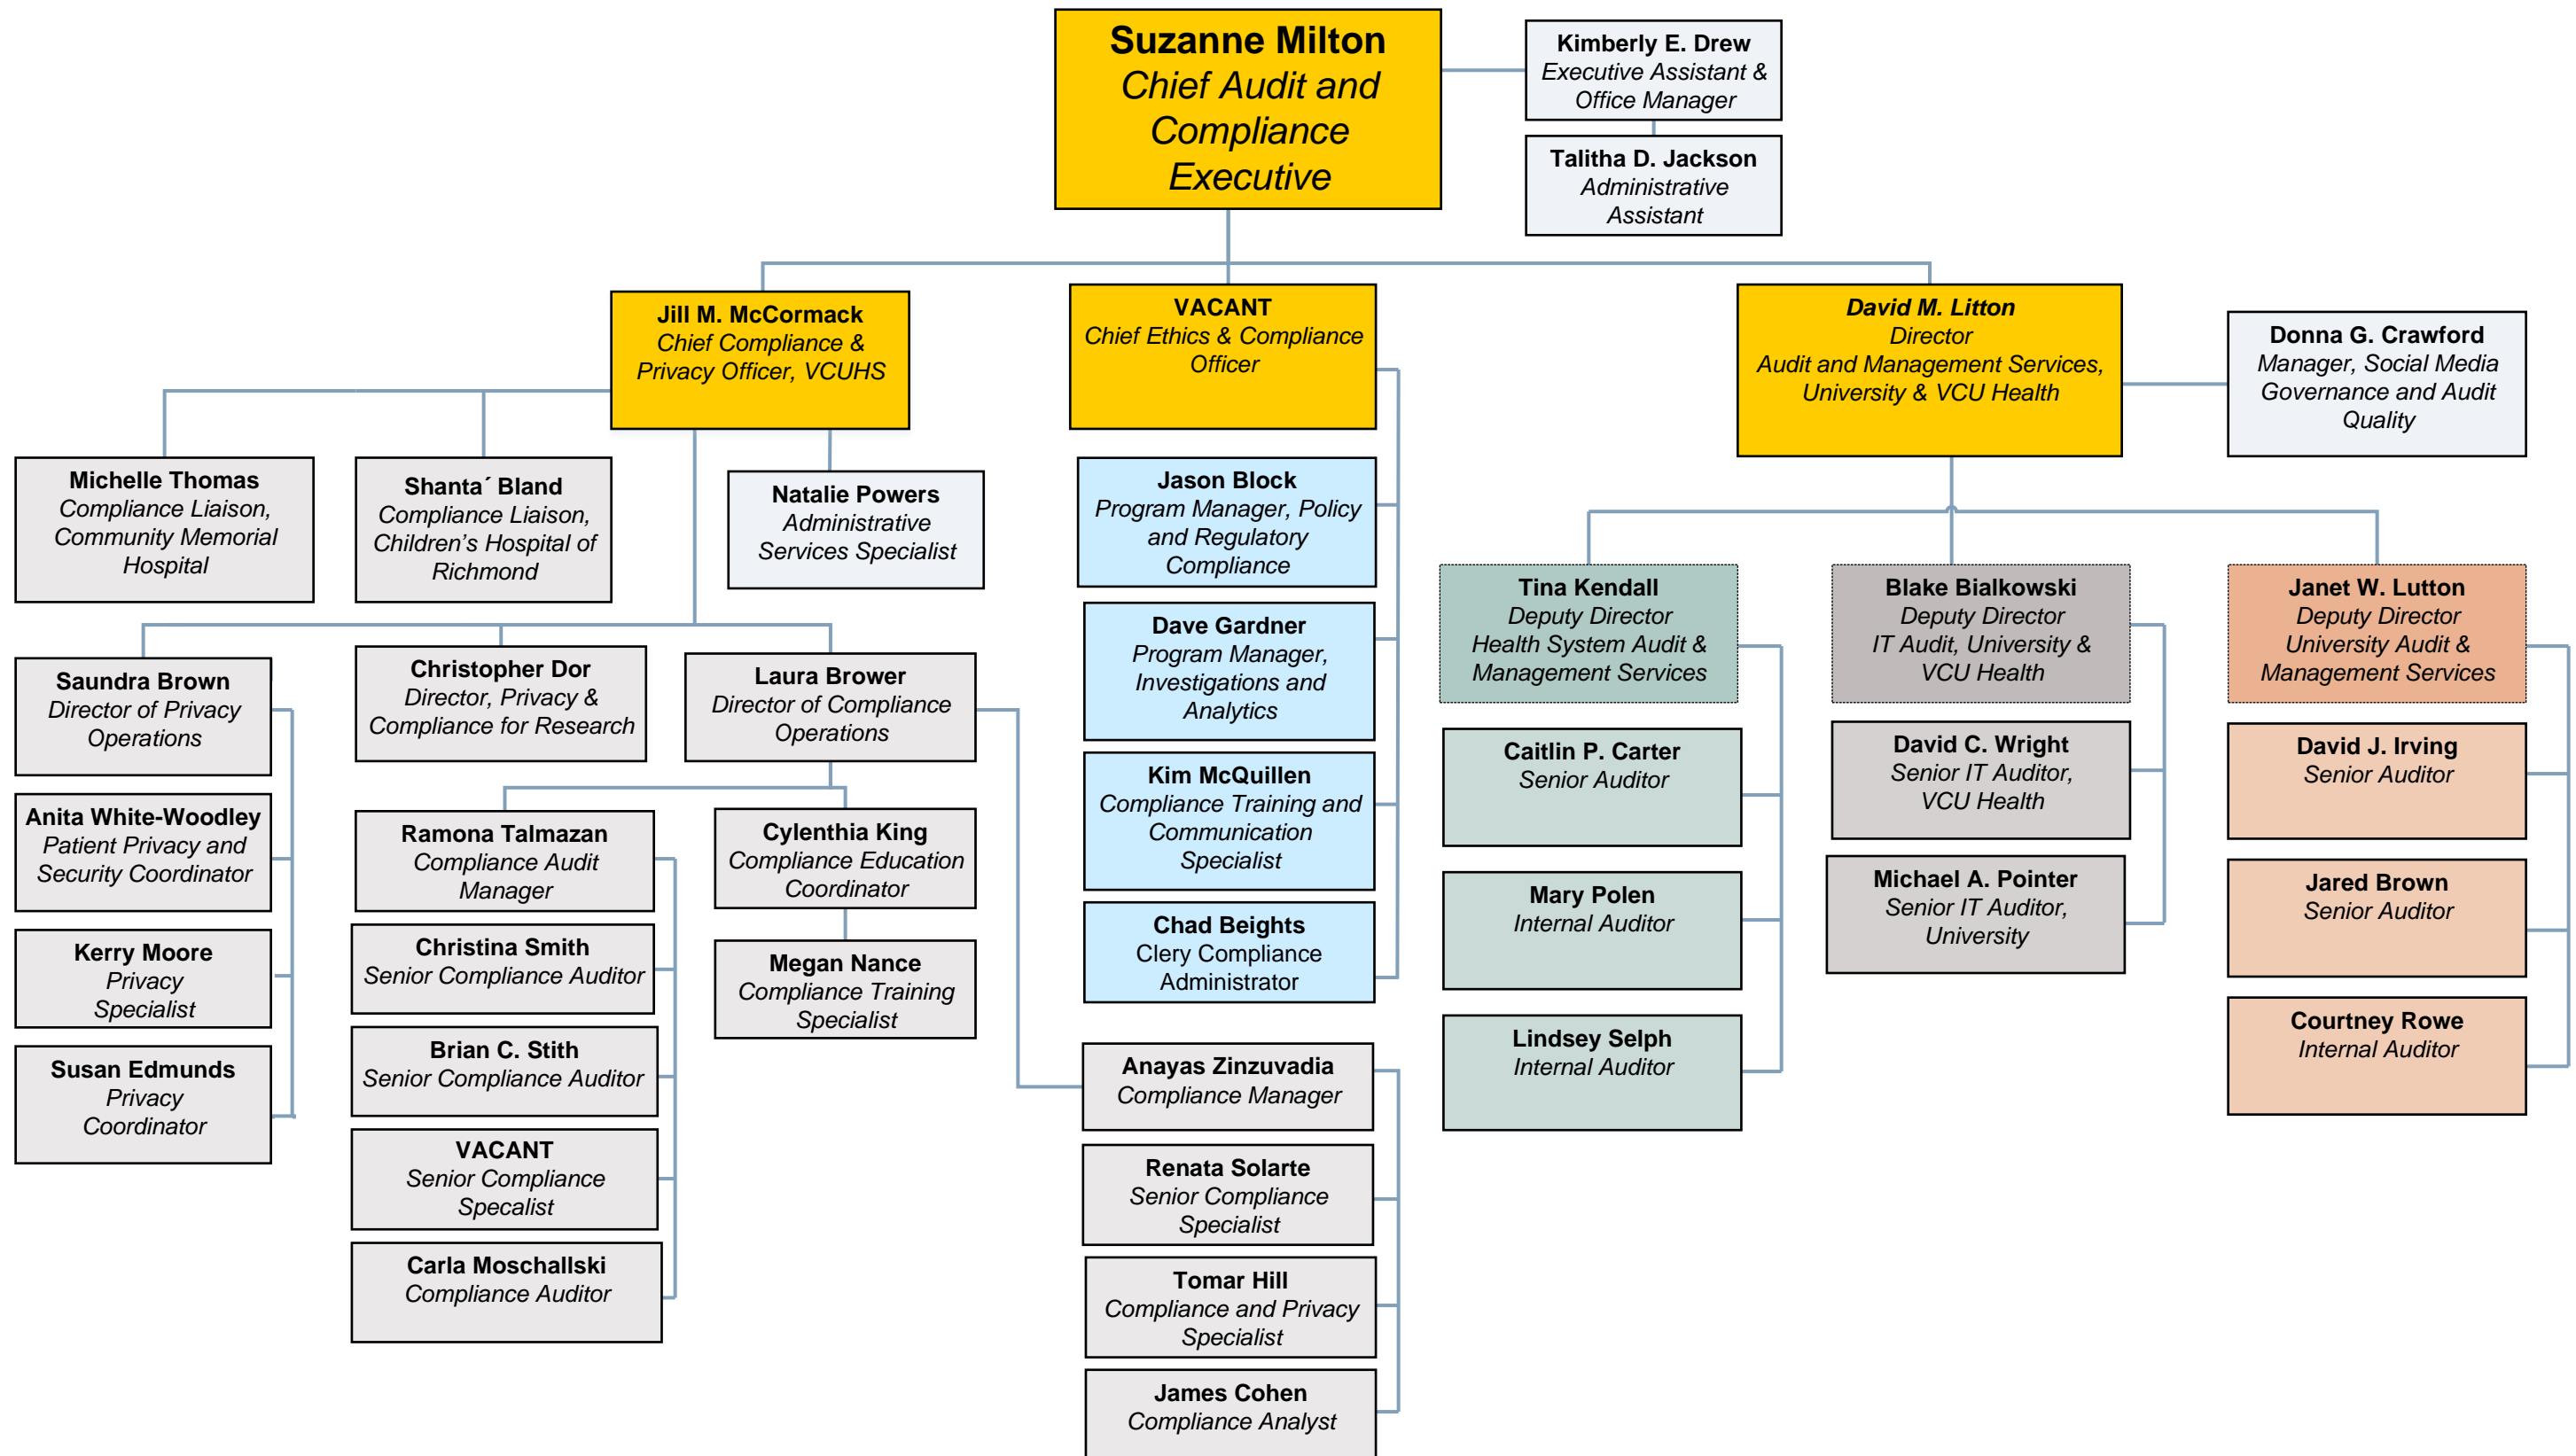 Suzanne Milton
Chief Audit and
Compliance
Executive
Kimberly E. Drew
Executive Assistant &
Office Manager
Talitha D. Jackson
Administrative
Assistant
Jill M. McCormack
Chief Compliance &
Privacy Officer, VCUHS
VACANT
Chief Ethics & Compliance
Officer
David M. Litton
Director
Audit and Management Services,
University & VCU Health
Donna G. Crawford
Manager, Social Media
Governance and Audit
Quality
Michelle Thomas
Compliance Liaison,
Community Memorial
Hospital
Shanta´ Bland
Compliance Liaison,
Children’s Hospital of
Richmond
Natalie Powers
Administrative
Services Specialist
Saundra Brown
Director of Privacy
Operations
Anita White-Woodley
Patient Privacy and
Security Coordinator
Kerry Moore
Privacy
Specialist
Susan Edmunds
Privacy
Coordinator
Christopher Dor
Director, Privacy &
Compliance for Research
Laura Brower
Director of Compliance
Operations
Ramona Talmazan
Compliance Audit
Manager
Christina Smith
Senior Compliance Auditor
Brian C. Stith
Senior Compliance Auditor
VACANT
Senior Compliance
Specalist
Carla Moschallski
Compliance Auditor
Cylenthia King
Compliance Education
Coordinator
Megan Nance
Compliance Training
Specialist
Jason Block
Program Manager, Policy
and Regulatory
Compliance
Dave Gardner
Program Manager,
Investigations and
Analytics
Kim McQuillen
Compliance Training and
Communication
Specialist
Chad Beights
Clery Compliance
Administrator
Anayas Zinzuvadia
Compliance Manager
Renata Solarte
Senior Compliance
Specialist
Tomar Hill
Compliance and Privacy
Specialist
James Cohen
Compliance Analyst
Tina Kendall
Deputy Director
Health System Audit &
Management Services
Caitlin P. Carter
Senior Auditor
Mary Polen
Internal Auditor
Lindsey Selph
Internal Auditor
Blake Bialkowski
Deputy Director
IT Audit, University &
VCU Health
David C. Wright
Senior IT Auditor,
VCU Health
Michael A. Pointer
Senior IT Auditor,
University
Janet W. Lutton
Deputy Director
University Audit &
Management Services
David J. Irving
Senior Auditor
Jared Brown
Senior Auditor
Courtney Rowe
Internal Auditor